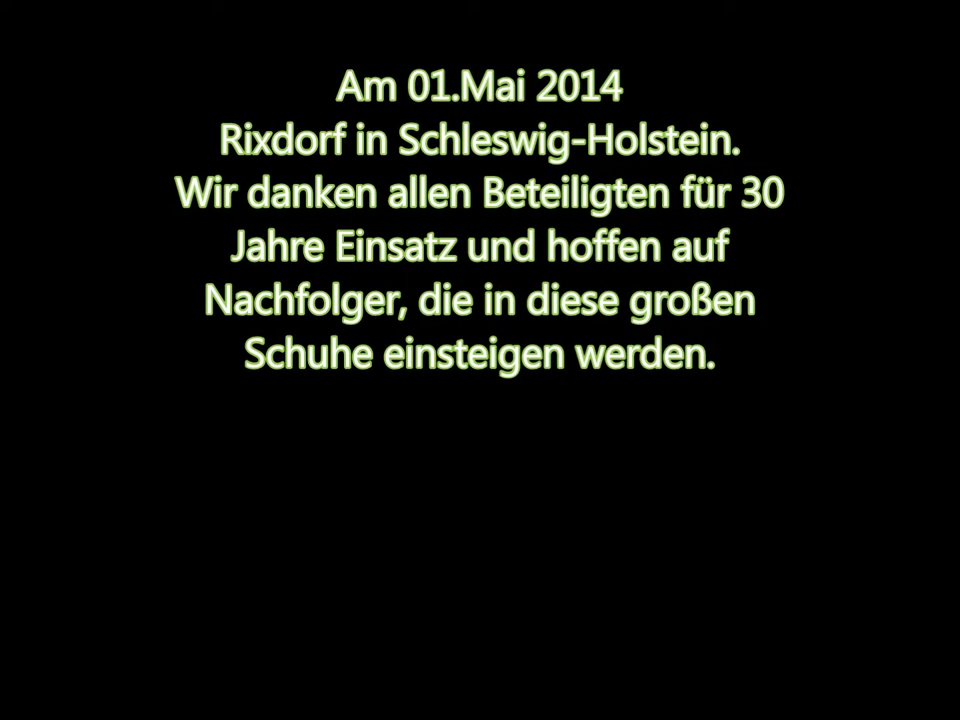 Am 01.Mai 2014
Rixdorf in Schleswig-Holstein.
Wir danken allen Beteiligten für 30
Jahre Einsatz und hoffen auf
Nachfolger, die in diese großen
Schuhe einsteigen werden.